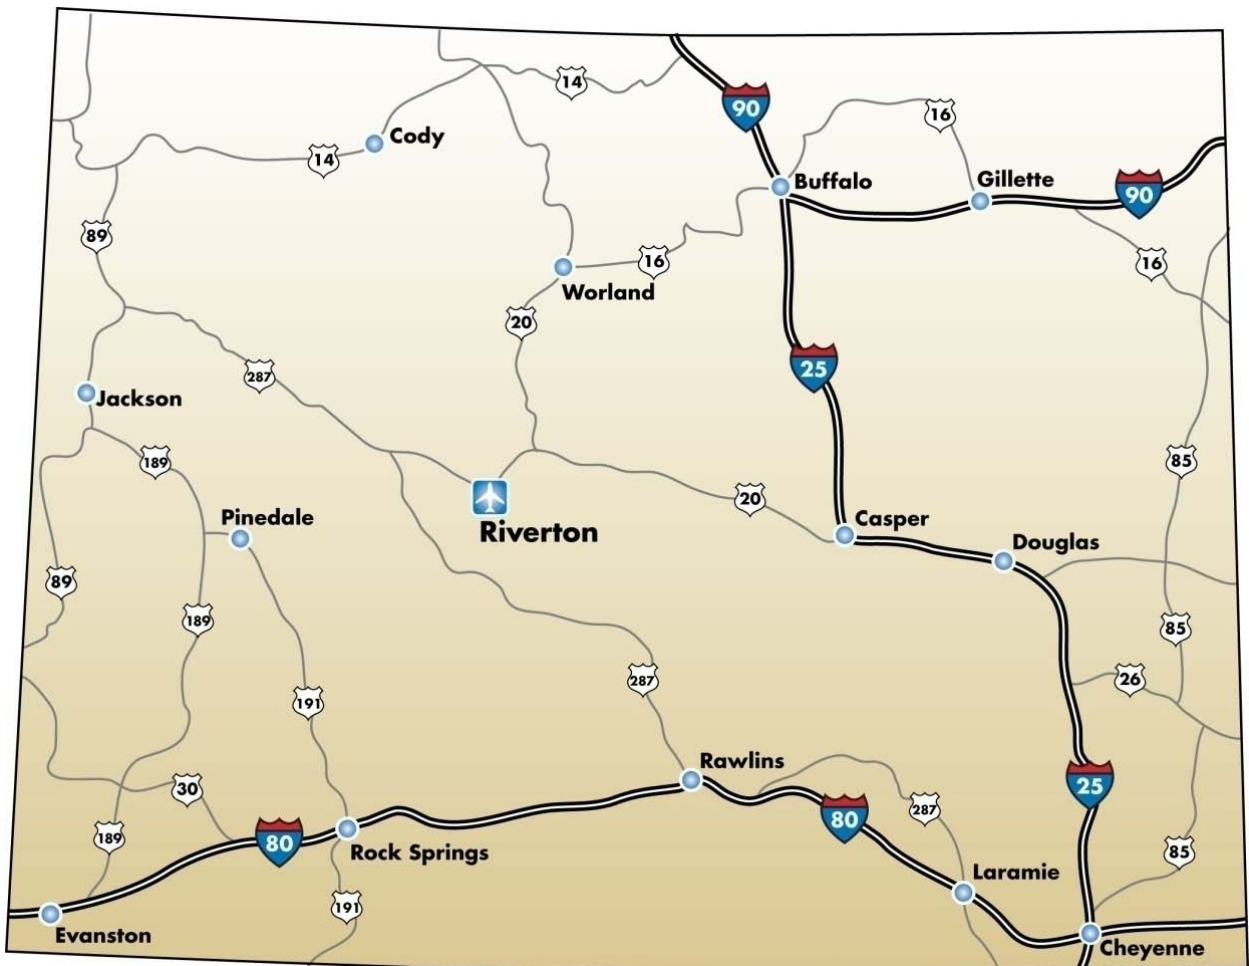 14
90
16
Cody
14
Buffalo
Gillette
90
89
16
16
Worland
20
25
287
Jackson
189
85
20
Pinedale
Riverton
Casper
Douglas
89
189
85
287
26
191
Rawlins
30
25
287
80
80
189
Rock Springs
85
Laramie
191
Evanston
Cheyenne